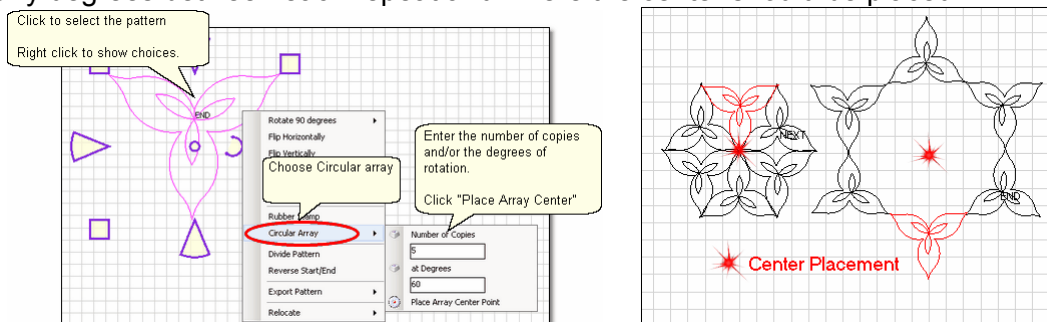 Click to select the pattern
Right click to show choices.
END
Rotate 90 degrees
Flip Horizontally
Flip Vertically
Choose Circular array
Enter the number of copies
and/or the degrees of
rotation.
Click "Place Array Center"
Circular Array
Divide Pattern
Reverse Start/End
Export Pattern
Relocate
Number of Copies
5
at Degrees
60
Place Array Center Point
NEXT
END
Center Placement